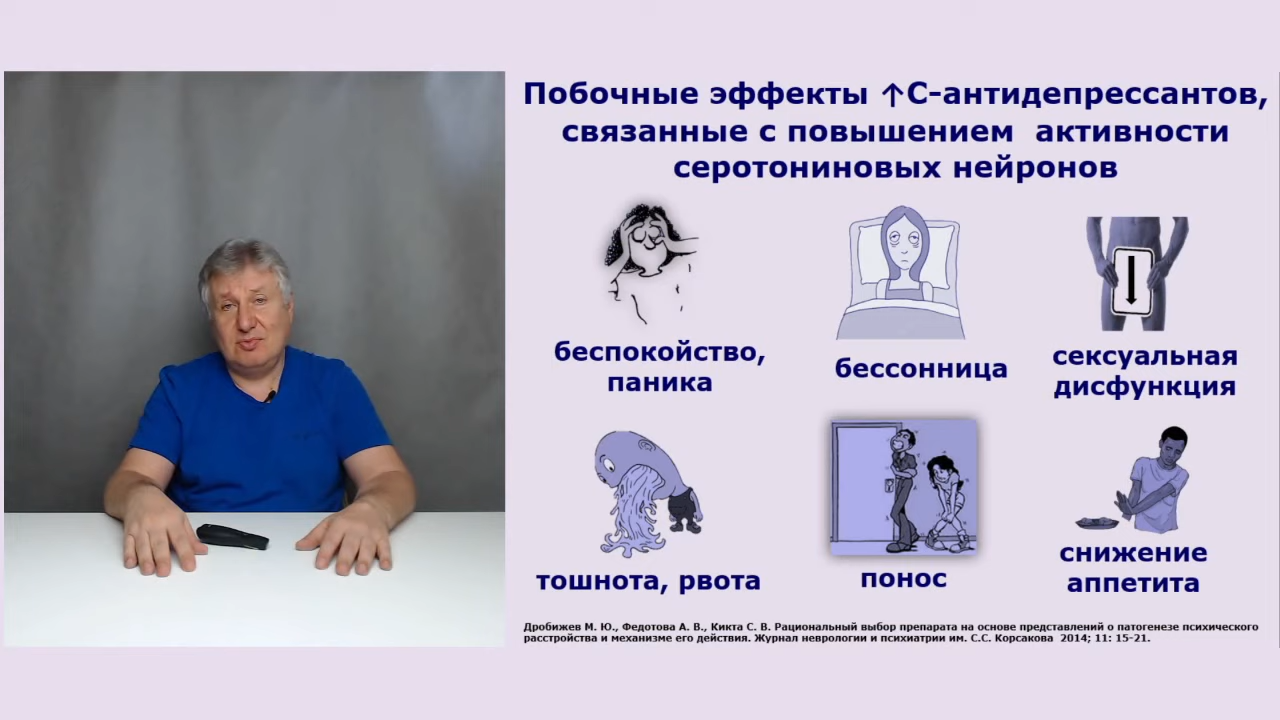 Побочные эффекты ↑С-антидепрессантов,
связанные с повышением активности
серотониновых нейронов
беспокойство,
паника
бессонница
сексуальная
дисфункция
тошнота, рвота
понос
снижение
аппетита
Дробижев М. Ю., Федотова А. В., Кикта С. В. Рациональный выбор препарата на основе представлений о патогенезе психического
расстройства и механизме его действия. Журнал неврологии и психиатрии им. С.С. Корсакова 2014; 11: 15-21.